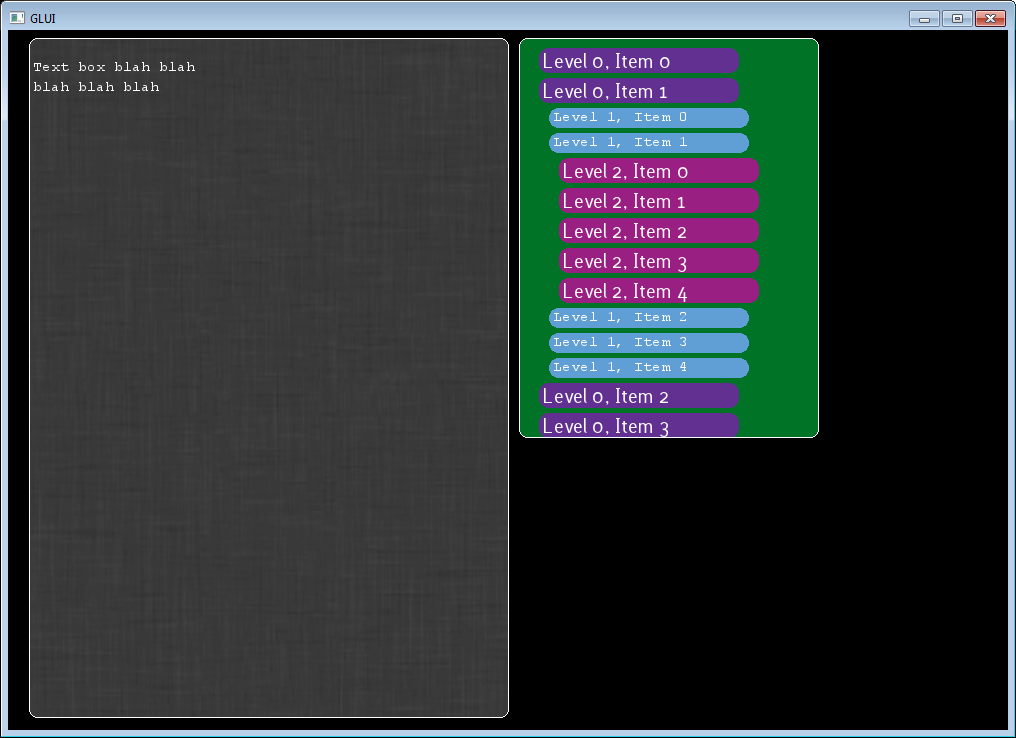 GLUI
Text box blah blah
blah blah blah
Level 0, Item 0
Level 0, Item 1
Level 1, Item 0
Level 1, Item 1
Level 2, Item 0
Level 2, Item 1
Level 2, Item 2
Level 2, Item 3
Level 2, Item 4
Level 1, Item 2
Level 1, Item 3
Level 1, Item 4
Level 0, Item 2
Level 0, Item 3